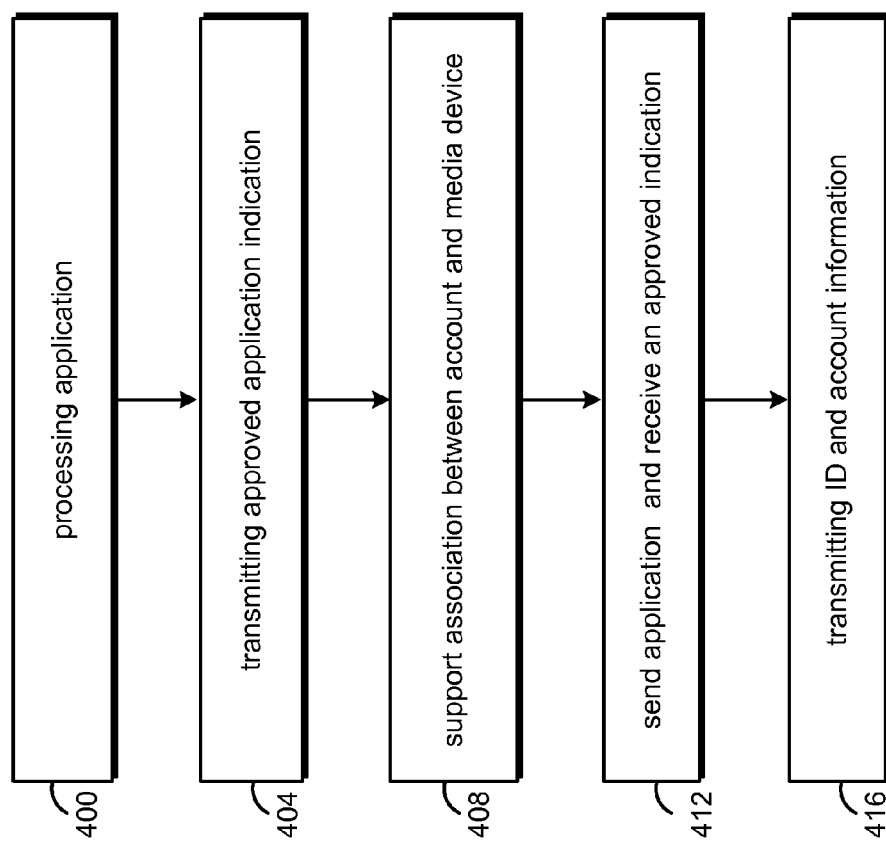 processing application
400
transmitting approved application indication
404
support association between account and media device
408
send application and receive an approved indication
412
transmitting ID and account information
416